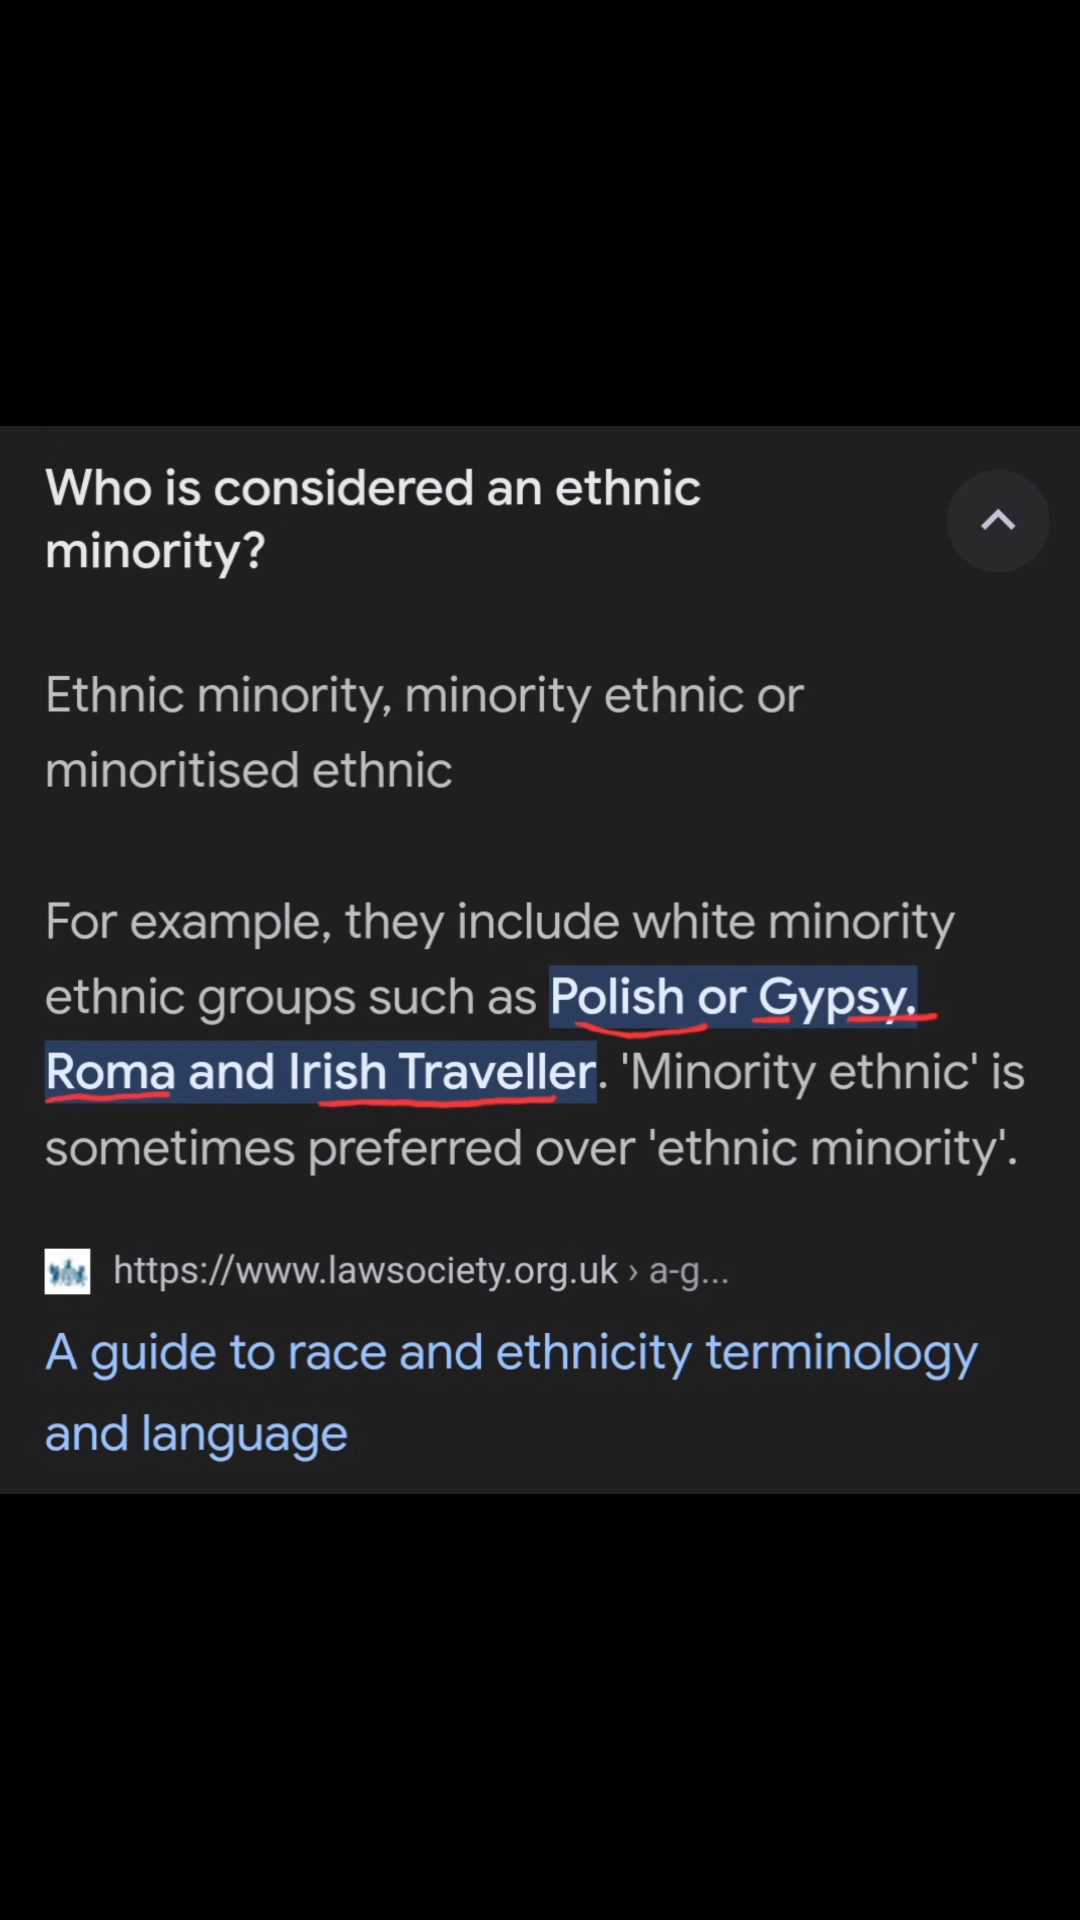 Who is considered an ethnic
minority?
Ethnic minority, minority ethnic or
minoritised ethnic
For example, they include white minority
ethnic groups such as Polish or Gypsy,
Roma and Irish Traveller. 'Minority ethnic' is
sometimes preferred over 'ethnic minority'.
https://www.lawsociety.org.uk › a-g...
A guide to race and ethnicity terminology
and language